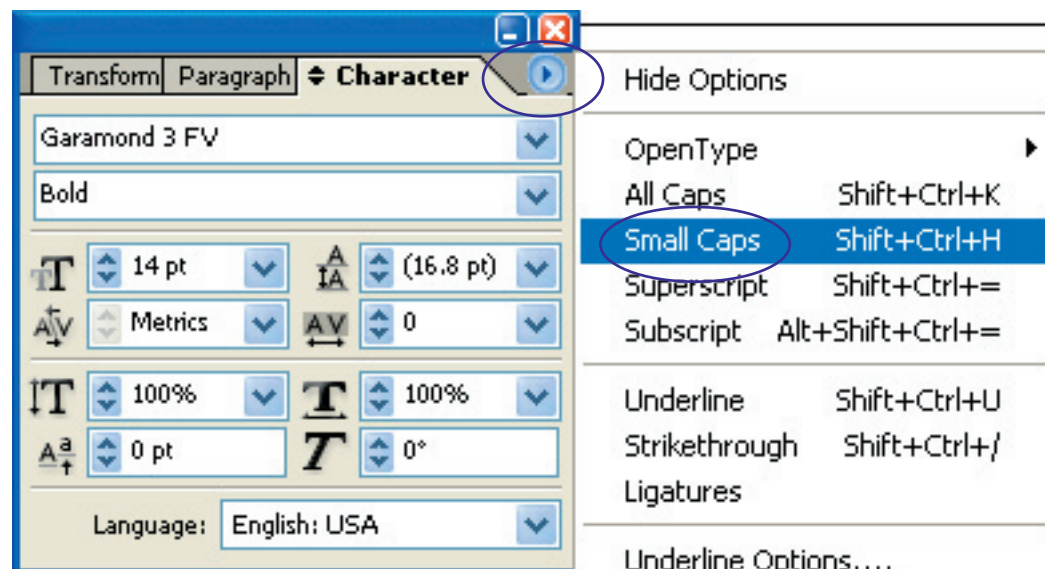 Transform Paragraph Character
Garamond 3 FV
Bold
14 pt (16.8 pt)
Metrics 0
100% 100%
0 pt 0°
Language: English: USA
Hide Options
OpenType
All Caps Shift+Ctrl+K
Small Caps Shift+Ctrl+H
Superscript Shift+Ctrl+=
Subscript Alt+Shift+Ctrl+=
Underline Shift+Ctrl+U
Strikethrough Shift+Ctrl+/
Ligatures
Underline Options....